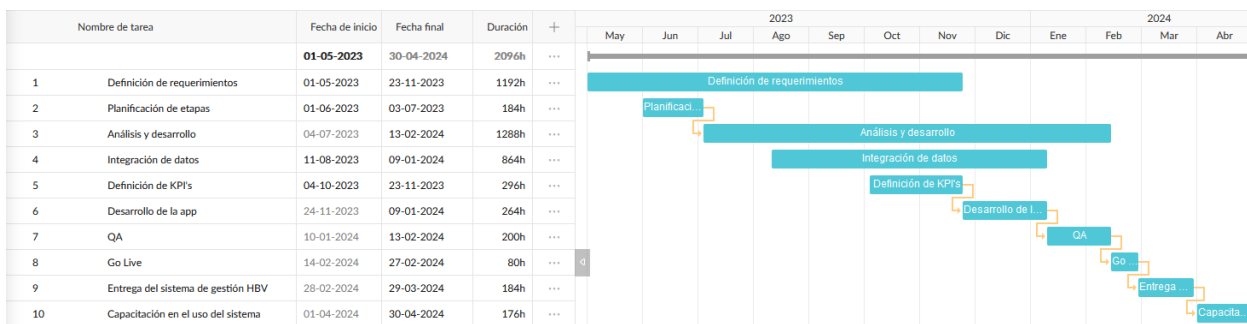 2023 2024
Nombre de tarea Fecha de inicio Fecha final Duración +
May Jun Jul Ago Sep Oct Nov Dic Ene Feb Mar Abr
01-05-2023 30-04-2024 2096h ...
1 Definición de requerimientos 01-05-2023 23-11-2023 1192h ... Definición de requerimientos
2 Planificación de etapas 01-06-2023 03-07-2023 184h ... Planificaci...
3 Análisis y desarrollo 04-07-2023 13-02-2024 1288h ... Análisis y desarrollo
4 Integración de datos 11-08-2023 09-01-2024 864h ... Integración de datos
5 Definición de KPI's 04-10-2023 23-11-2023 296h ... Definición de KPI's
6 Desarrollo de la app 24-11-2023 09-01-2024 264h ... Desarrollo de l...
7 QA 10-01-2024 13-02-2024 200h ... QA
8 Go Live 14-02-2024 27-02-2024 80h ... Go ...
9 Entrega del sistema de gestión HBV 28-02-2024 29-03-2024 184h ... Entrega ...
10 Capacitación en el uso del sistema 01-04-2024 30-04-2024 176h ... Capacita...